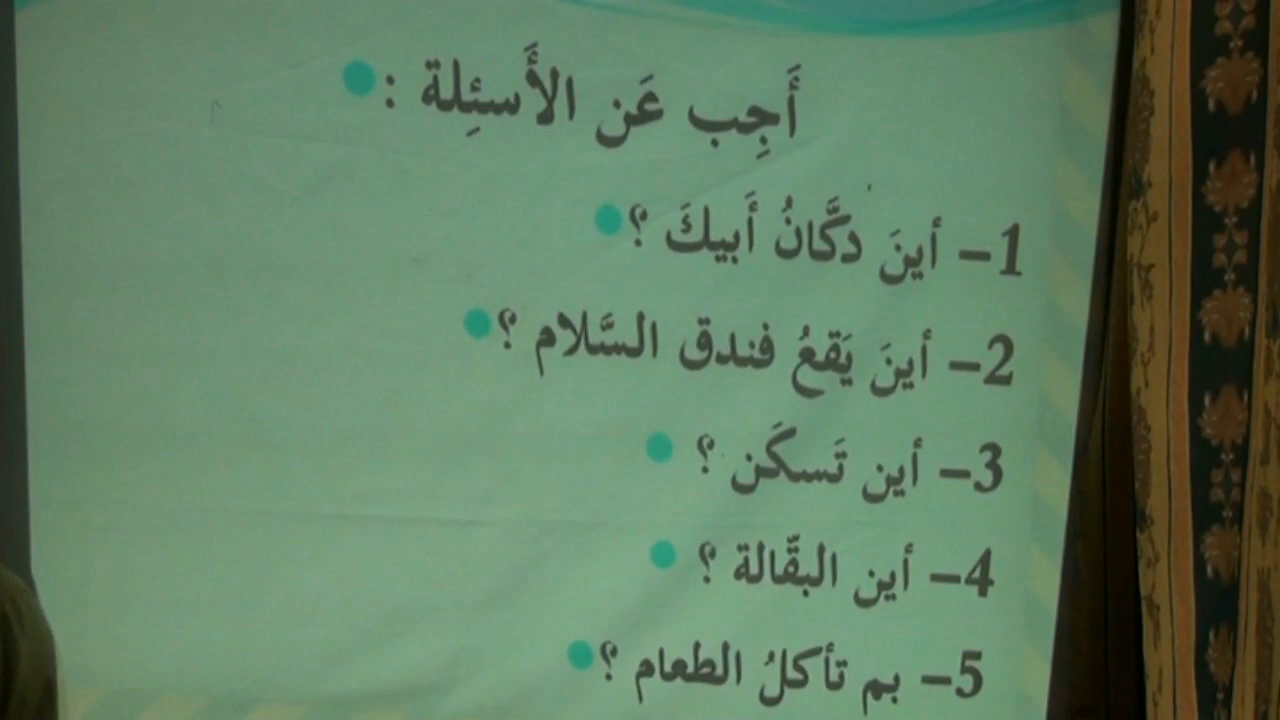 أَجِب عَن الأَسئِلة :
1– أينَ دكَّانُ أَبيكَ ؟
2– أينَ يَقعُ فندق السَّلام ؟
3– أين تَسكَن ؟
4– أين البقّالة ؟
5– بم تأكلُ الطعام ؟